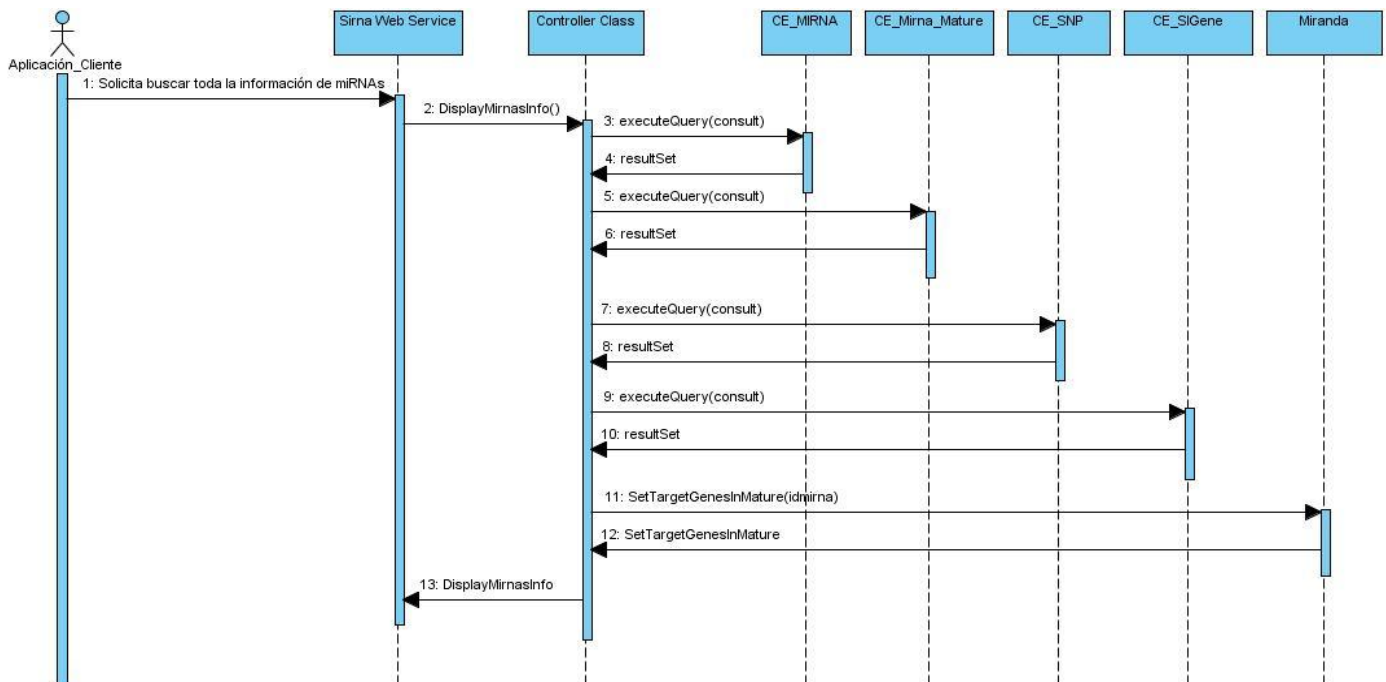 Sirna Web Service
Controller Class
CE_MIRNA
CE_Mirna_Mature
CE_SNP
CE_SIGene
Miranda
Aplicación_Cliente
1: Solicita buscar toda la información de miRNAs
2: DisplayMirnasInfo()
3: executeQuery(consult)
4: resultSet
5: executeQuery(consult)
6: resultSet
7: executeQuery(consult)
8: resultSet
9: executeQuery(consult)
10: resultSet
11: SetTargetGenesInMature(idmirna)
12: SetTargetGenesInMature
13: DisplayMirnasInfo